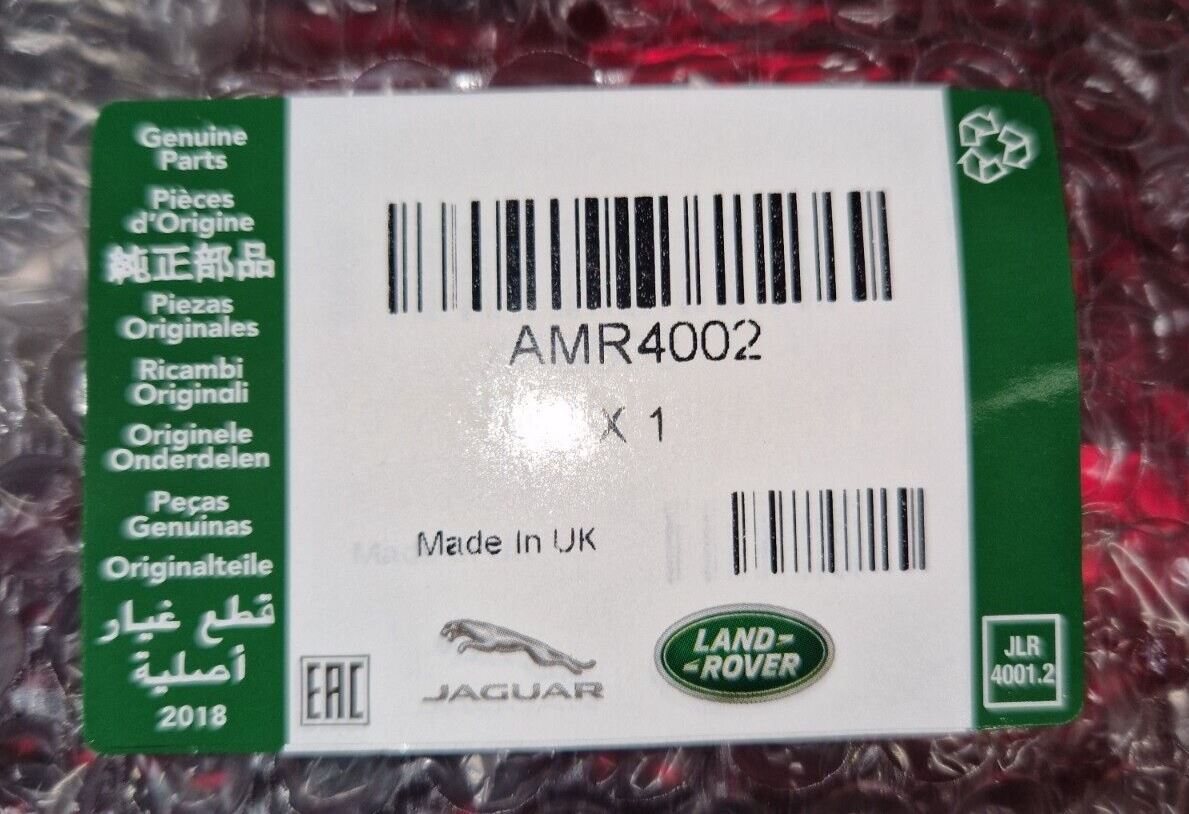 Genuine
Parts
Pièces
d'Origine
純正部品
Piezas
Originales
Ricambi
Originali
Originele
Onderdelen
Peças
Genuinas
Originalteile
قطع غيار
أصلية
2018
AMR4002
X 1
Made In UK
EAC
JAGUAR
LAND-
-ROVER
JLR
4001.2